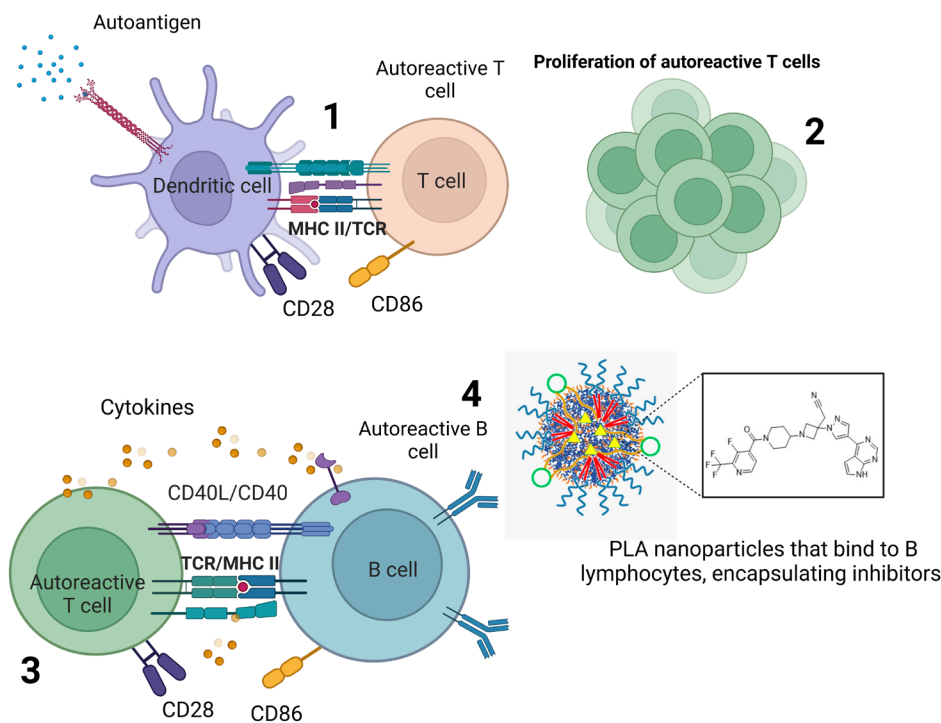 Autoantigen
Autoreactive T
cell
Proliferation of autoreactive T cells
1
2
Dendritic cell
T cell
MHC II/TCR
CD28
CD86
Cytokines
4
Autoreactive B
cell
CD40L/CD40
TCR/MHC II
Autoreactive
T cell
B cell
3
CD28
CD86
N
N
N
F
O
N
N
N
N
F
F
F
N
N
NH
PLA nanoparticles that bind to B
lymphocytes, encapsulating inhibitors